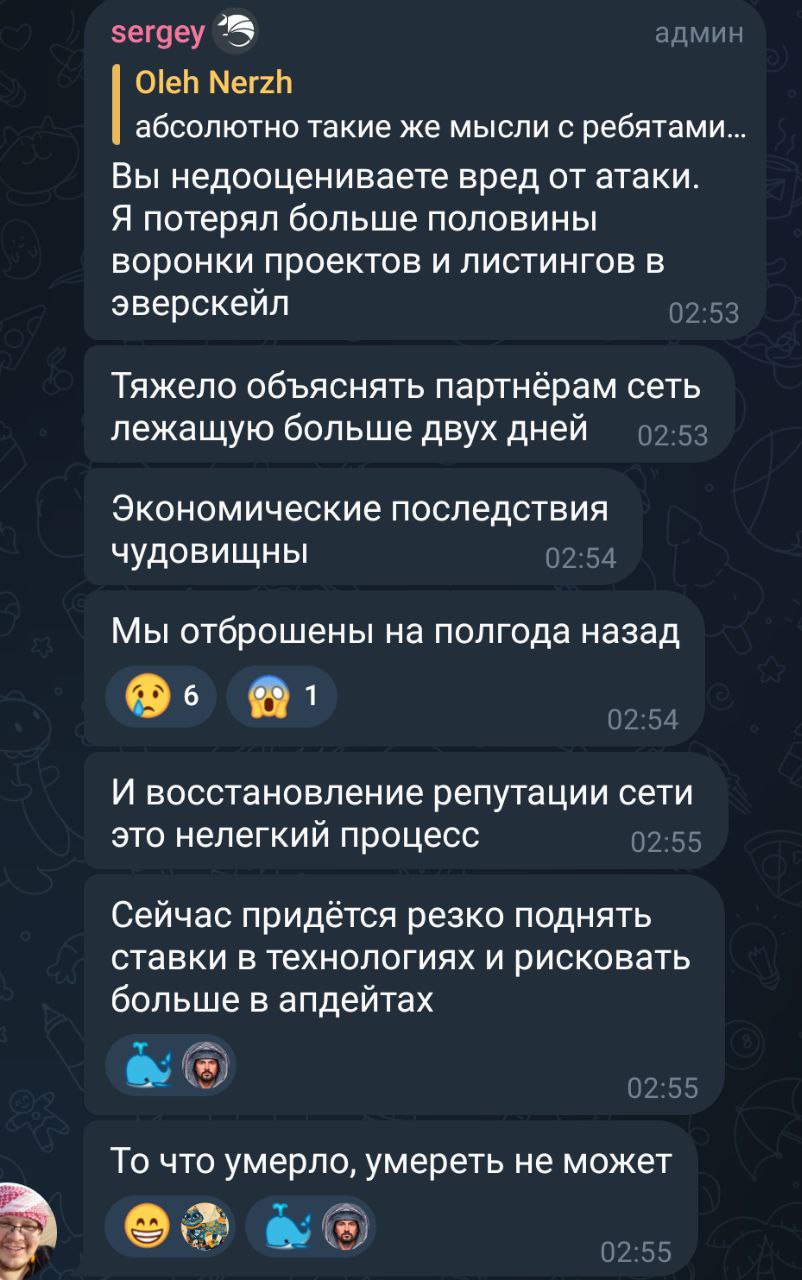 sergey админ
Oleh Nerzh
абсолютно такие же мысли с ребятами...
Вы недооцениваете вред от атаки.
Я потерял больше половины
воронки проектов и листингов в
эверскейл
02:53
Тяжело объяснять партнёрам сеть
лежащую больше двух дней 02:53
Экономические последствия
чудовищны 02:54
Мы отброшены на полгода назад
6 1
02:54
И восстановление репутации сети
это нелегкий процесс 02:55
Сейчас придётся резко поднять
ставки в технологиях и рисковать
больше в апдейтах
02:55
То что умерло, умереть не может
02:55